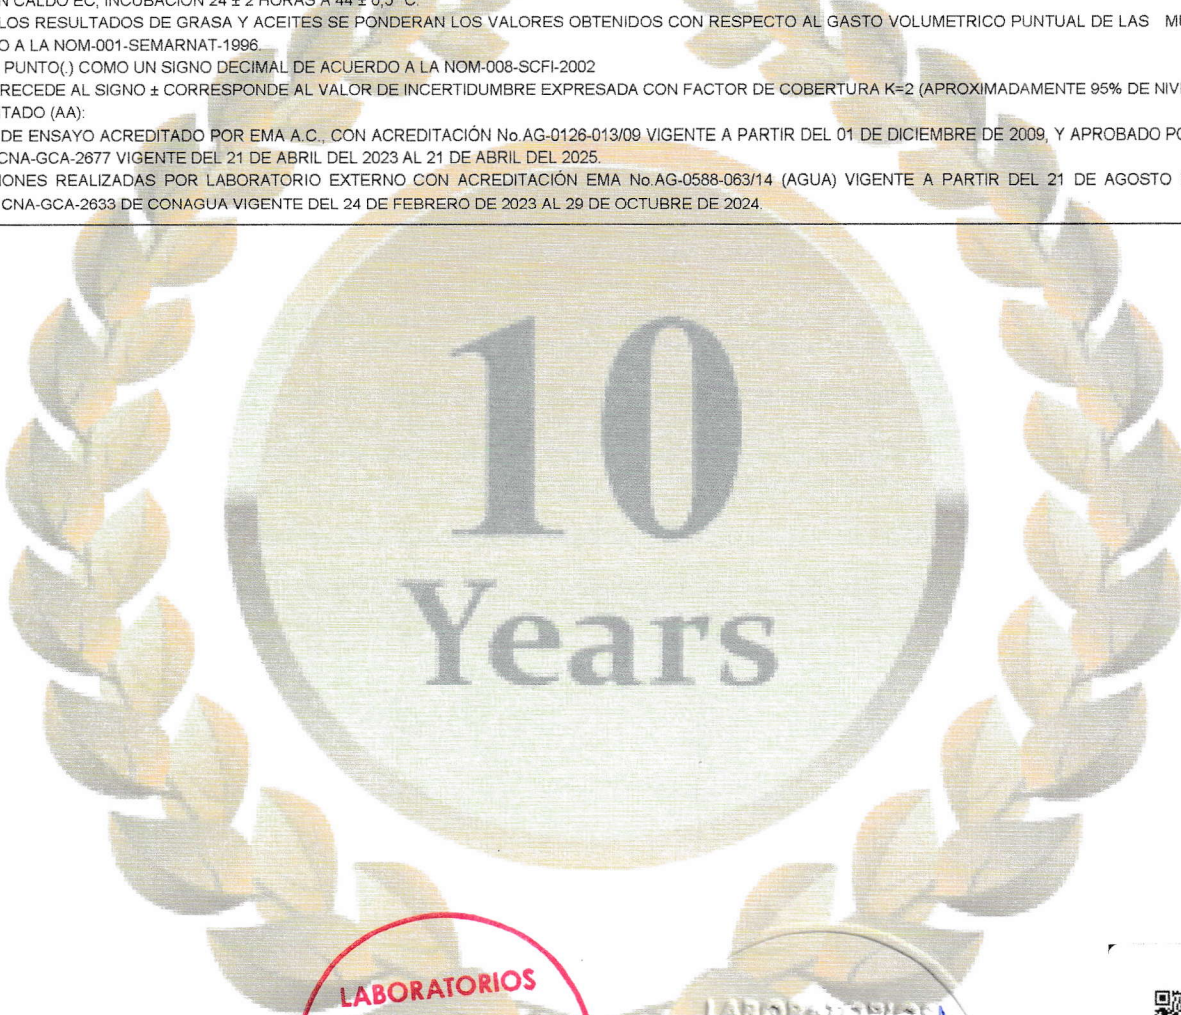 N CALDO EC, INCUBACIÓN 24 ± 2 HORAS A 44 ± 0,5 °C.
LOS RESULTADOS DE GRASA Y ACEITES SE PONDERAN LOS VALORES OBTENIDOS CON RESPECTO AL GASTO VOLUMETRICO PUNTUAL DE LAS MU
O A LA NOM-001-SEMARNAT-1996.
PUNTO(.) COMO UN SIGNO DECIMAL DE ACUERDO A LA NOM-008-SCFI-2002
RECEDE AL SIGNO ± CORRESPONDE AL VALOR DE INCERTIDUMBRE EXPRESADA CON FACTOR DE COBERTURA K=2 (APROXIMADAMENTE 95% DE NIVE
TADO (AA):
DE ENSAYO ACREDITADO POR EMA A.C., CON ACREDITACIÓN No.AG-0126-013/09 VIGENTE A PARTIR DEL 01 DE DICIEMBRE DE 2009, Y APROBADO PO
CNA-GCA-2677 VIGENTE DEL 21 DE ABRIL DEL 2023 AL 21 DE ABRIL DEL 2025.
IONES REALIZADAS POR LABORATORIO EXTERNO CON ACREDITACIÓN EMA No.AG-0588-063/14 (AGUA) VIGENTE A PARTIR DEL 21 DE AGOSTO
CNA-GCA-2633 DE CONAGUA VIGENTE DEL 24 DE FEBRERO DE 2023 AL 29 DE OCTUBRE DE 2024.
10
Years
LABORATORIOS